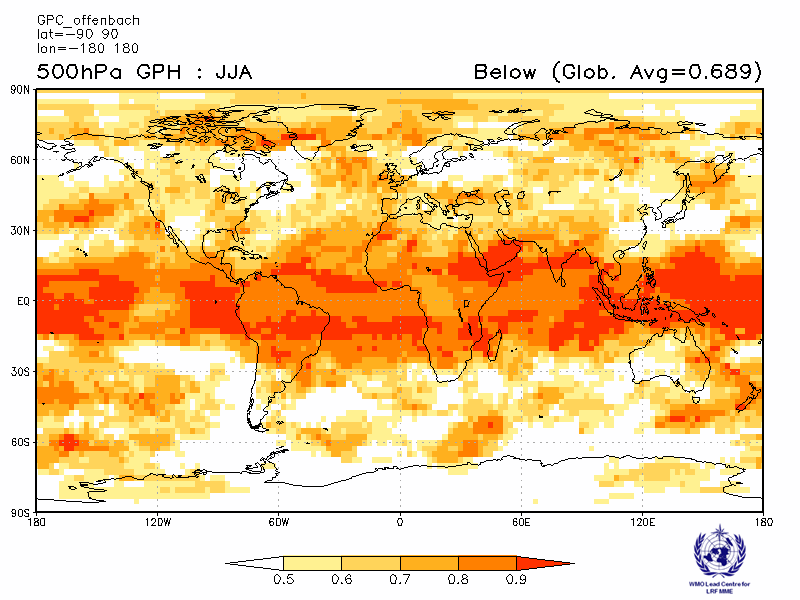 GPC_offenbach
lat=-90 90
lon=-180 180
500hPa GPH : JJA Below (Glob. Avg=0.689)
90N
60N
30N
EQ
30S
60S
90S
180 120W 60W 0 60E 120E 180
0.5 0.6 0.7 0.8 0.9
WMO Lead Centre for
LRF MME